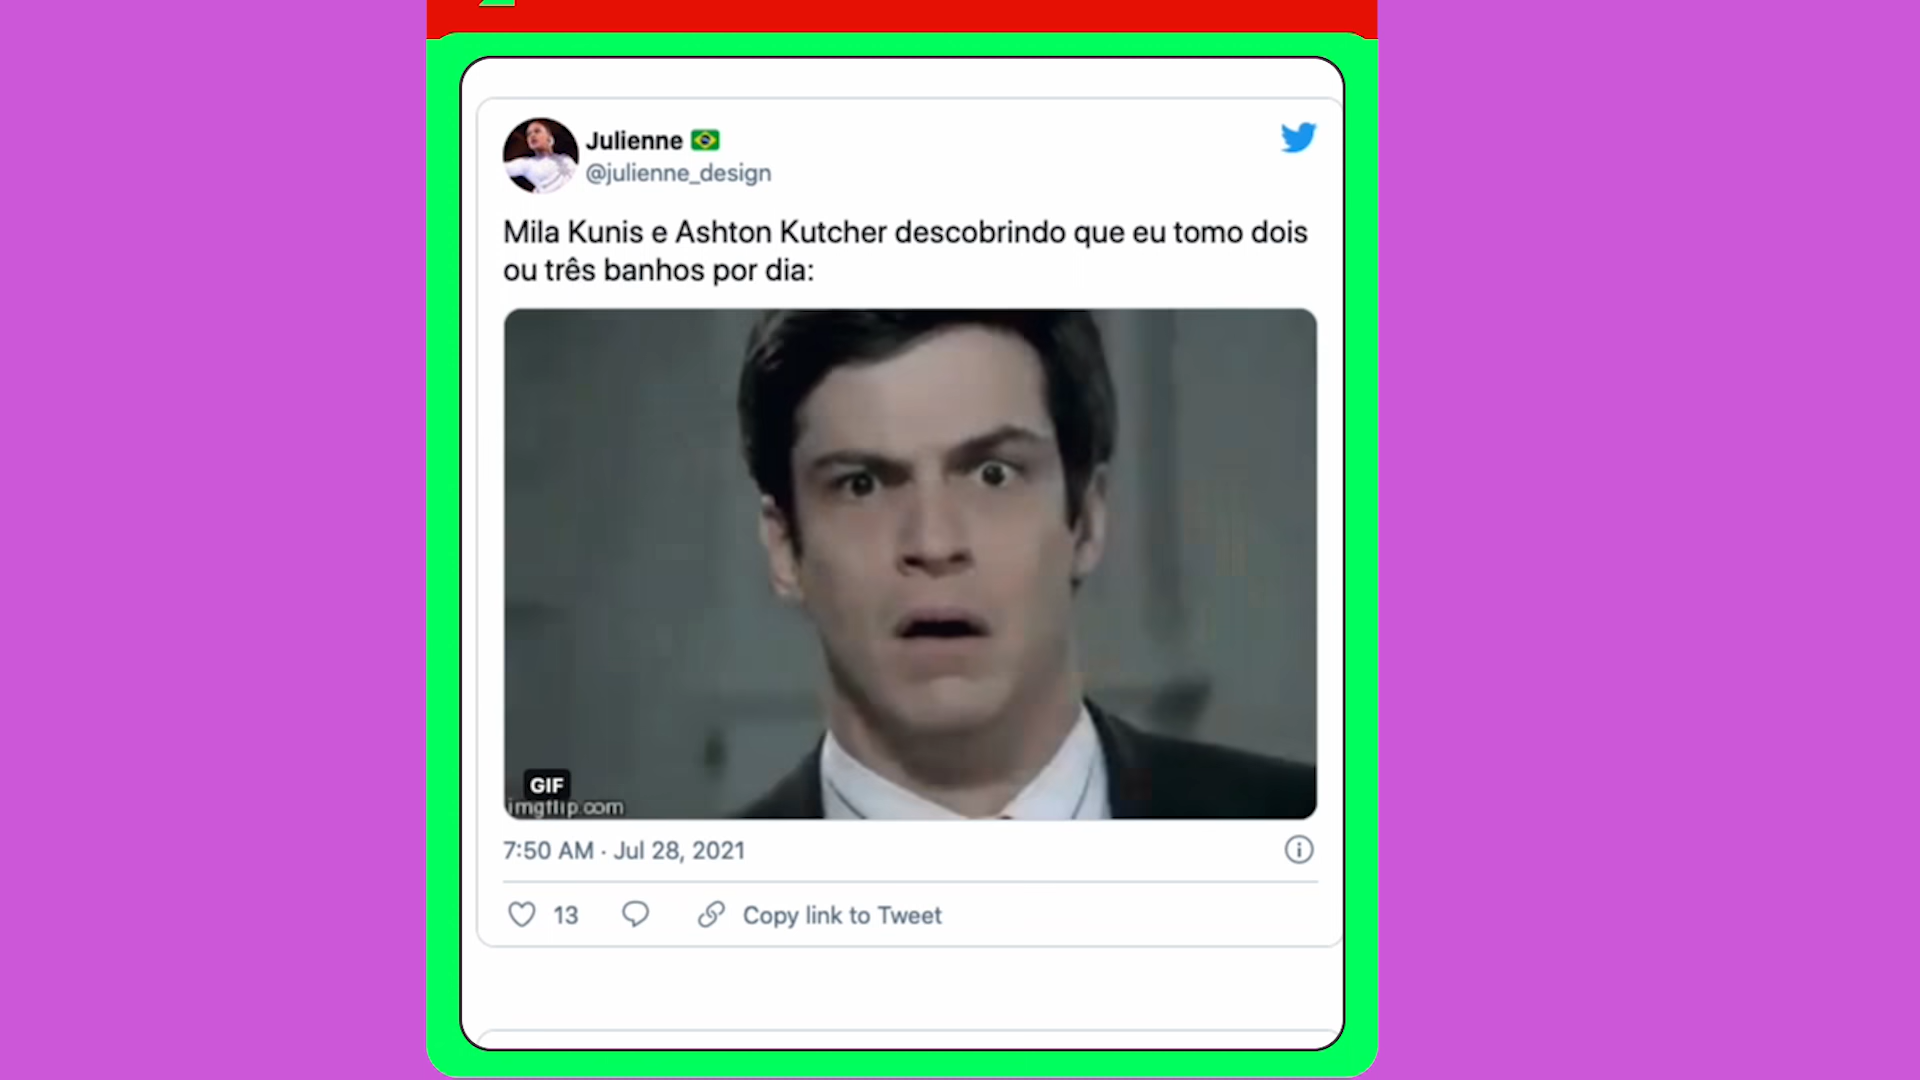 Julienne 🇧🇷
@julienne_design
Mila Kunis e Ashton Kutcher descobrindo que eu tomo dois
ou três banhos por dia:
GIF
imgflip.com
7:50 AM · Jul 28, 2021
13
Copy link to Tweet